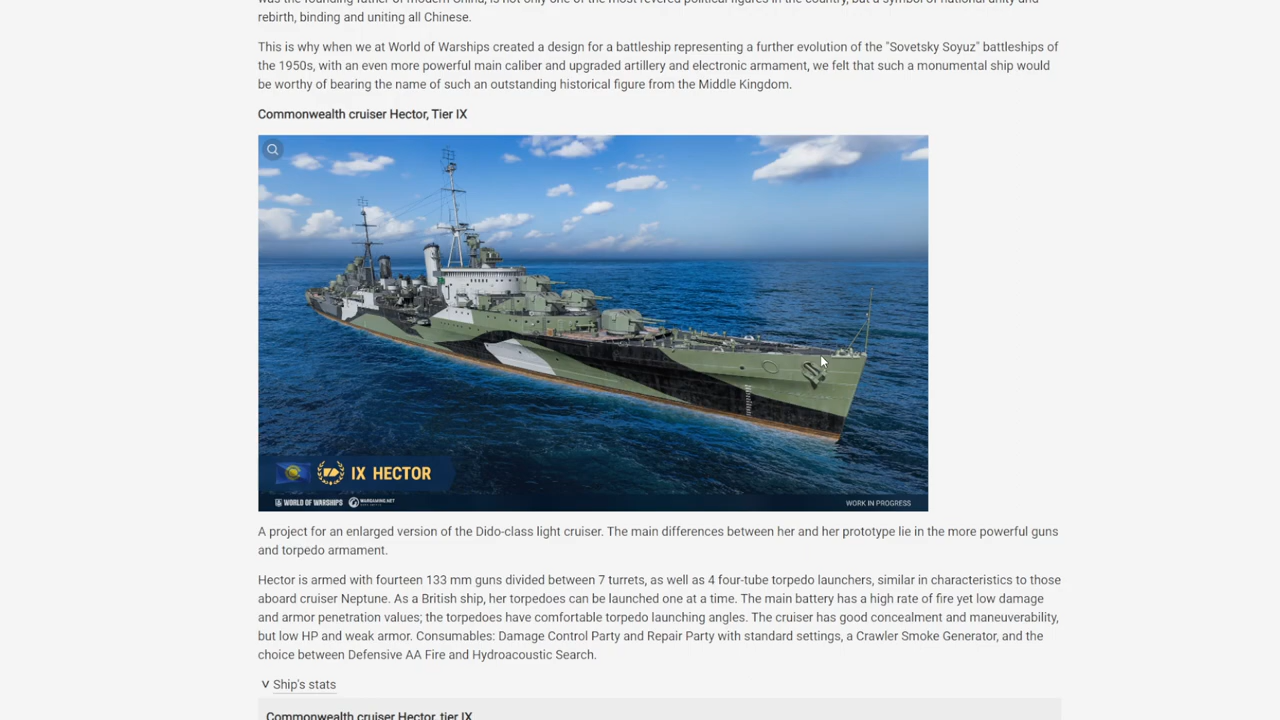 was the founding father of modern China, is not only one of the most revered political figures in the country, but a symbol of national unity and
rebirth, binding and uniting all Chinese.
This is why when we at World of Warships created a design for a battleship representing a further evolution of the "Sovetsky Soyuz" battleships of
the 1950s, with an even more powerful main caliber and upgraded artillery and electronic armament, we felt that such a monumental ship would
be worthy of bearing the name of such an outstanding historical figure from the Middle Kingdom.
Commonwealth cruiser Hector, Tier IX
IX HECTOR
WORLD OF WARSHIPS WARGAMING.NET
WORK IN PROGRESS
A project for an enlarged version of the Dido-class light cruiser. The main differences between her and her prototype lie in the more powerful guns
and torpedo armament.
Hector is armed with fourteen 133 mm guns divided between 7 turrets, as well as 4 four-tube torpedo launchers, similar in characteristics to those
aboard cruiser Neptune. As a British ship, her torpedoes can be launched one at a time. The main battery has a high rate of fire yet low damage
and armor penetration values; the torpedoes have comfortable torpedo launching angles. The cruiser has good concealment and maneuverability,
but low HP and weak armor. Consumables: Damage Control Party and Repair Party with standard settings, a Crawler Smoke Generator, and the
choice between Defensive AA Fire and Hydroacoustic Search.
Ship's stats
Commonwealth cruiser Hector, tier IX